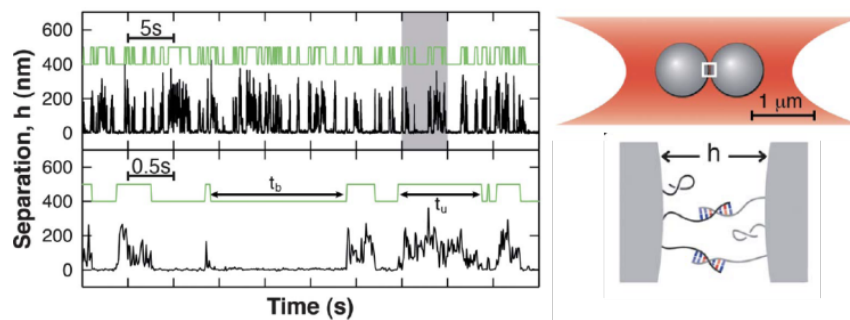 Separation, h (nm)
600
400
200
0
5s
600
400
200
0
0.5s
t_b
t_u
Time (s)
1 μm
h